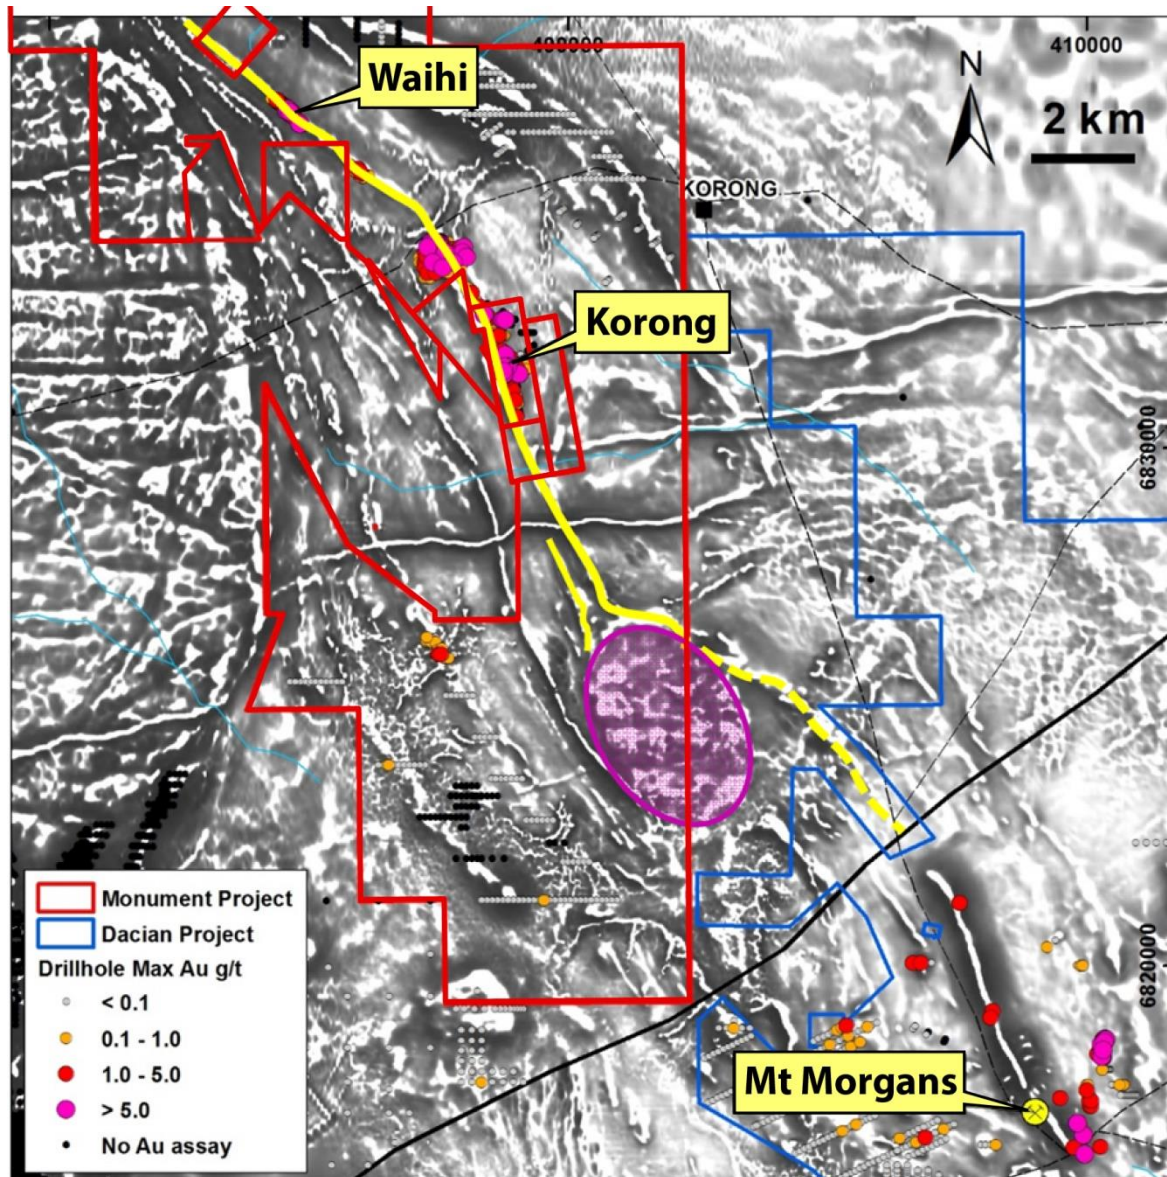 400000
410000
Waihi
N
2 km
KORONG
Korong
6830000
6820000
Mt Morgans
Monument Project
Dacian Project
Drillhole Max Au g/t
< 0.1
0.1 - 1.0
1.0 - 5.0
> 5.0
No Au assay